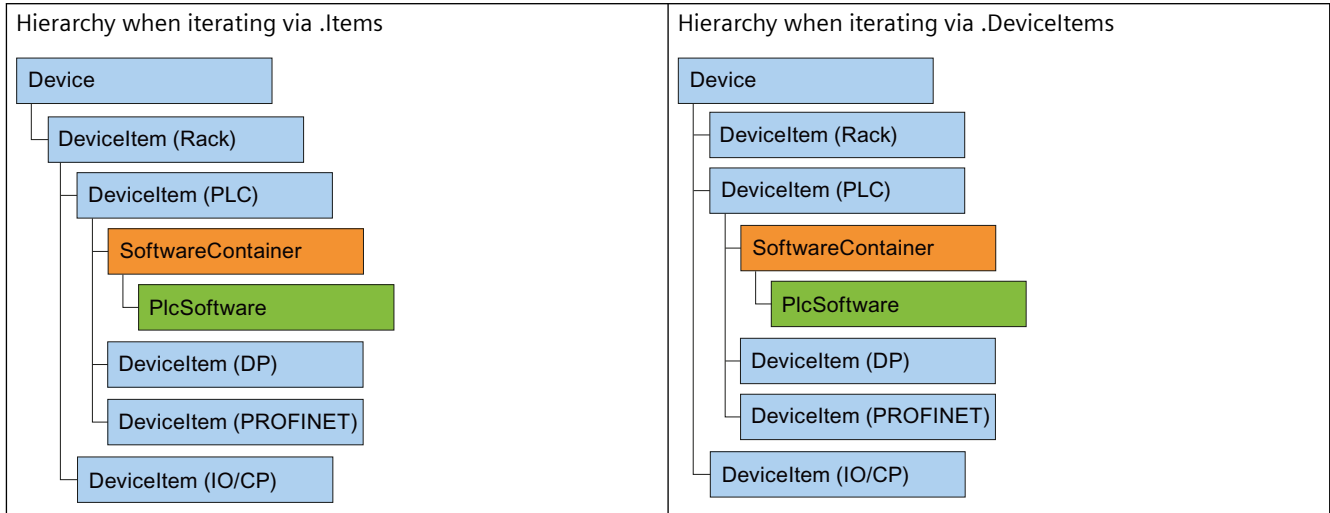 Hierarchy when iterating via .Items
Device
DeviceItem (Rack)
DeviceItem (PLC)
SoftwareContainer
PlcSoftware
DeviceItem (DP)
DeviceItem (PROFINET)
DeviceItem (IO/CP)
Hierarchy when iterating via .DeviceItems
Device
DeviceItem (Rack)
DeviceItem (PLC)
SoftwareContainer
PlcSoftware
DeviceItem (DP)
DeviceItem (PROFINET)
DeviceItem (IO/CP)